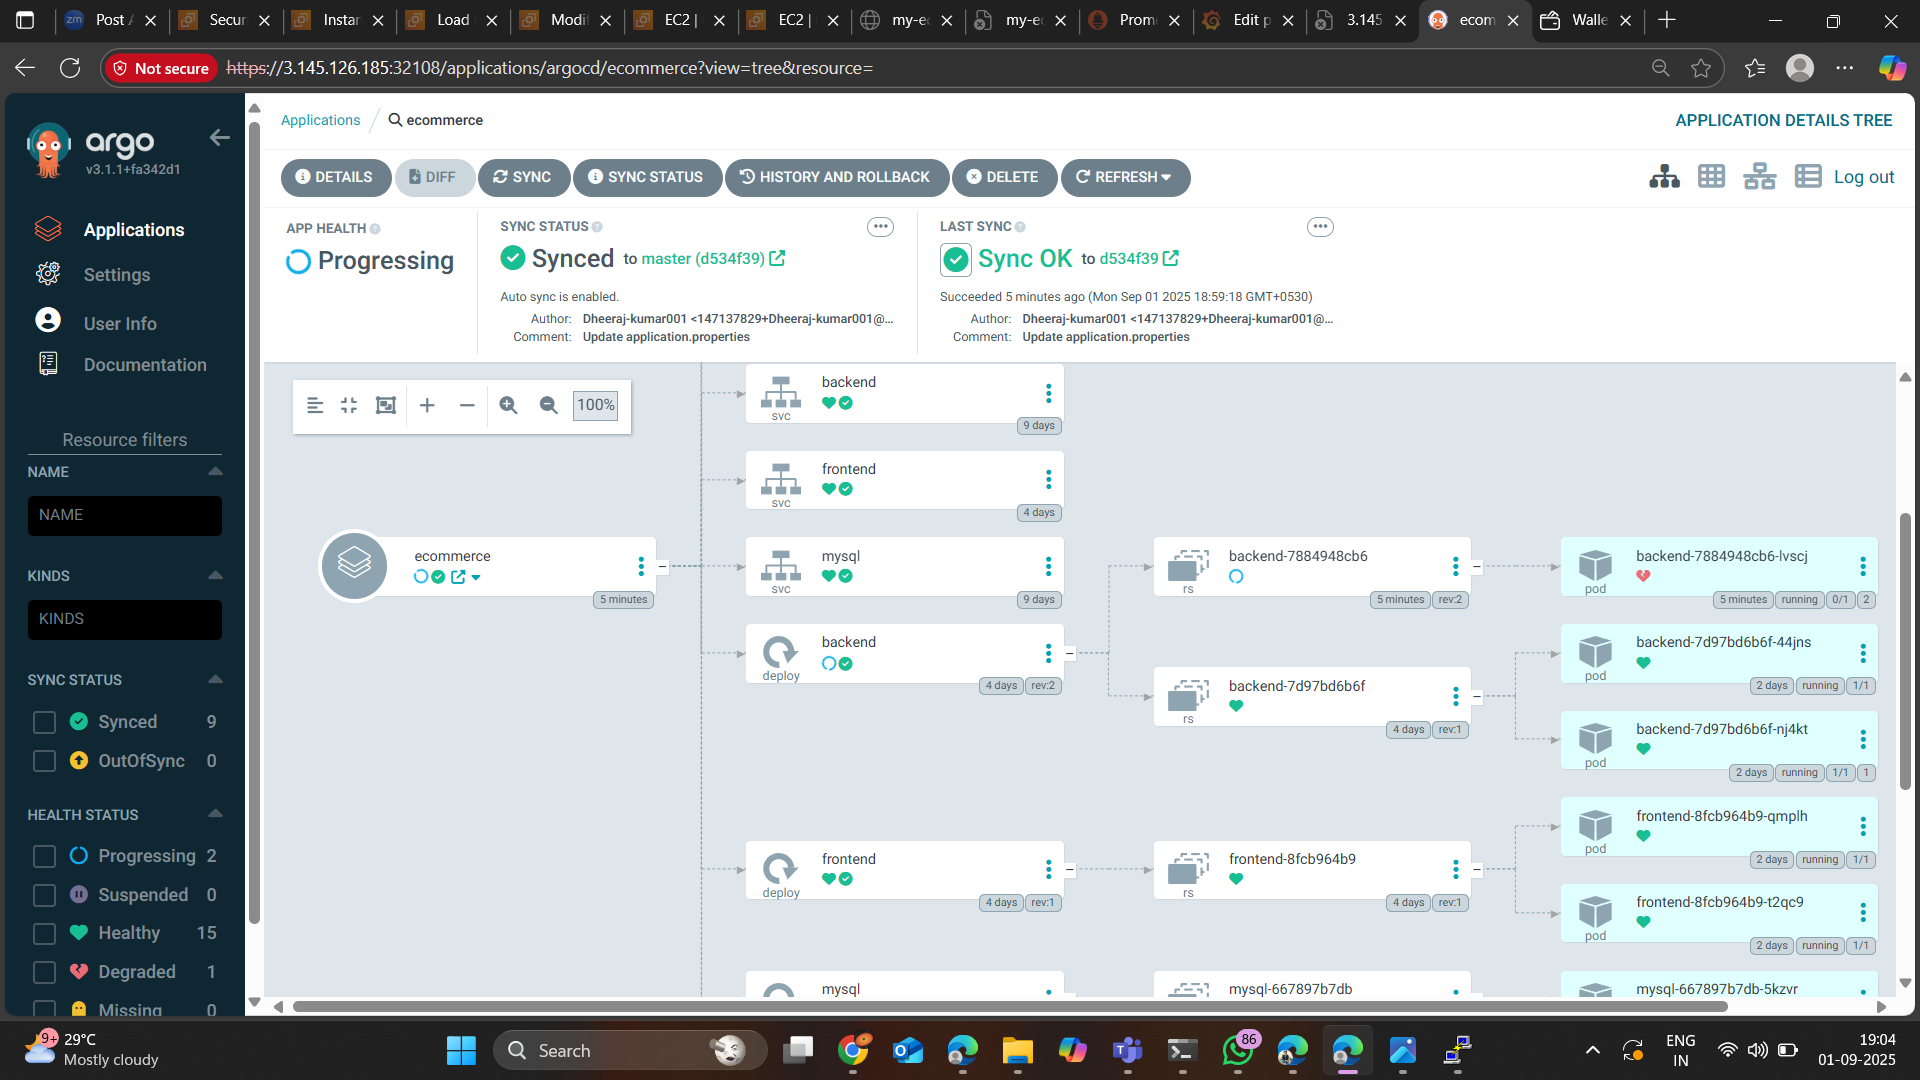 Post A
Secur
Instan
Load
Modif
EC2 |
EC2 |
my-ec
my-ec
Prome
Edit p
3.145
ecom
Walle
Not secure
https://3.145.126.185:32108/applications/argocd/ecommerce?view=tree&resource=
argo
v3.1.1+fa342d1
Applications
Settings
User Info
Documentation
Resource filters
NAME
NAME
KINDS
KINDS
SYNC STATUS
Synced 9
OutOfSync 0
HEALTH STATUS
Progressing 2
Suspended 0
Healthy 15
Degraded 1
Missing 0
Applications / ecommerce
APPLICATION DETAILS TREE
DETAILS
DIFF
SYNC
SYNC STATUS
HISTORY AND ROLLBACK
DELETE
REFRESH
Log out
APP HEALTH
Progressing
SYNC STATUS
Synced to master (d534f39)
Auto sync is enabled.
Author: Dheeraj-kumar001 <147137829+Dheeraj-kumar001@...
Comment: Update application.properties
LAST SYNC
Sync OK to d534f39
Succeeded 5 minutes ago (Mon Sep 01 2025 18:59:18 GMT+0530)
Author: Dheeraj-kumar001 <147137829+Dheeraj-kumar001@...
Comment: Update application.properties
100%
ecommerce
5 minutes
backend
svc
9 days
frontend
svc
4 days
mysql
svc
9 days
backend
deploy
4 days rev:2
frontend
deploy
4 days rev:1
mysql
backend-7884948cb6
rs
5 minutes rev:2
backend-7d97bd6b6f
rs
4 days rev:1
frontend-8fcb964b9
rs
4 days rev:1
mysql-667897b7db
backend-7884948cb6-lvscj
pod
5 minutes running 0/1 2
backend-7d97bd6b6f-44jns
pod
2 days running 1/1
backend-7d97bd6b6f-nj4kt
pod
2 days running 1/1 1
frontend-8fcb964b9-qmplh
pod
2 days running 1/1
frontend-8fcb964b9-t2qc9
pod
2 days running 1/1
mysql-667897b7db-5kzvr
9+
29°C
Mostly cloudy
Search
86
ENG
IN
19:04
01-09-2025